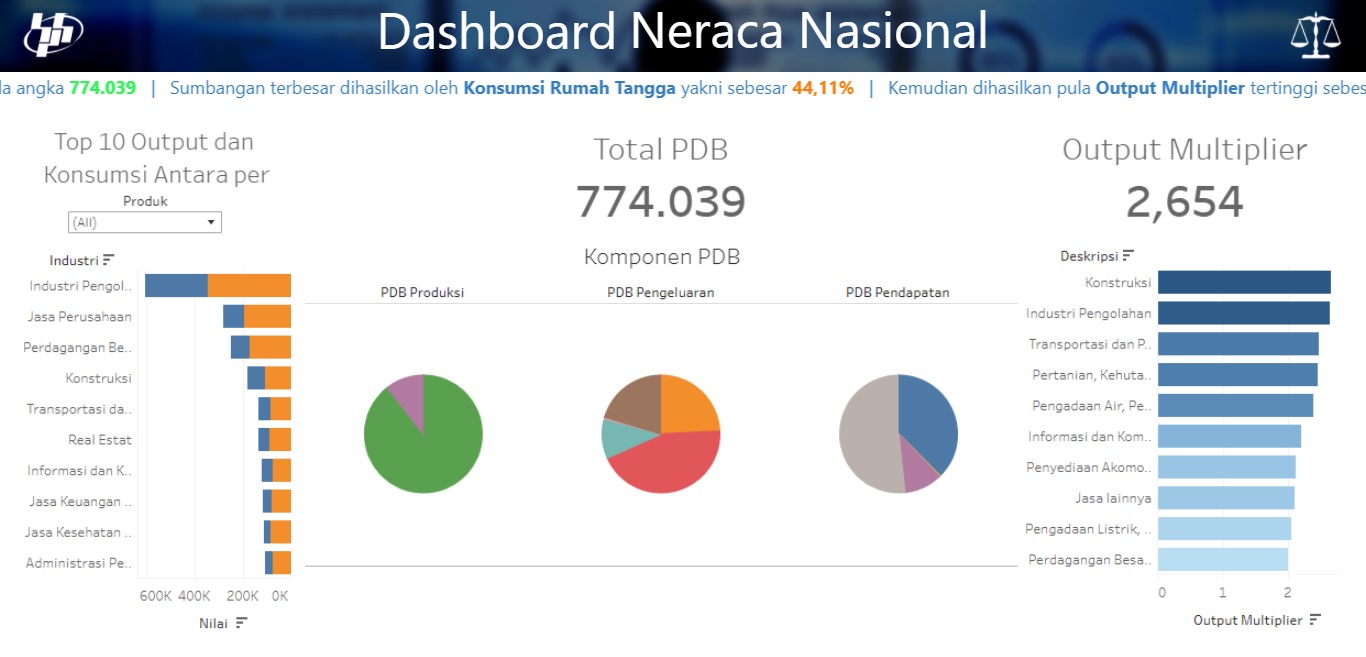 Dashboard Neraca Nasional
la angka 774.039 | Sumbangan terbesar dihasilkan oleh Konsumsi Rumah Tangga yakni sebesar 44,11% | Kemudian dihasilkan pula Output Multiplier tertinggi sebes
Top 10 Output dan
Konsumsi Antara per
Produk
(All)
Industri
Industri Pengol..
Jasa Perusahaan
Perdagangan Be..
Konstruksi
Transportasi da..
Real Estat
Informasi dan K..
Jasa Keuangan ..
Jasa Kesehatan ..
Administrasi Pe..
600K 400K 200K 0K
Nilai
Total PDB
774.039
Komponen PDB
PDB Produksi
PDB Pengeluaran
PDB Pendapatan
Output Multiplier
2,654
Deskripsi
Konstruksi
Industri Pengolahan
Transportasi dan P..
Pertanian, Kehuta..
Pengadaan Air, Pe..
Informasi dan Kom..
Penyediaan Akomo..
Jasa lainnya
Pengadaan Listrik, ..
Perdagangan Besa..
0 1 2
Output Multiplier